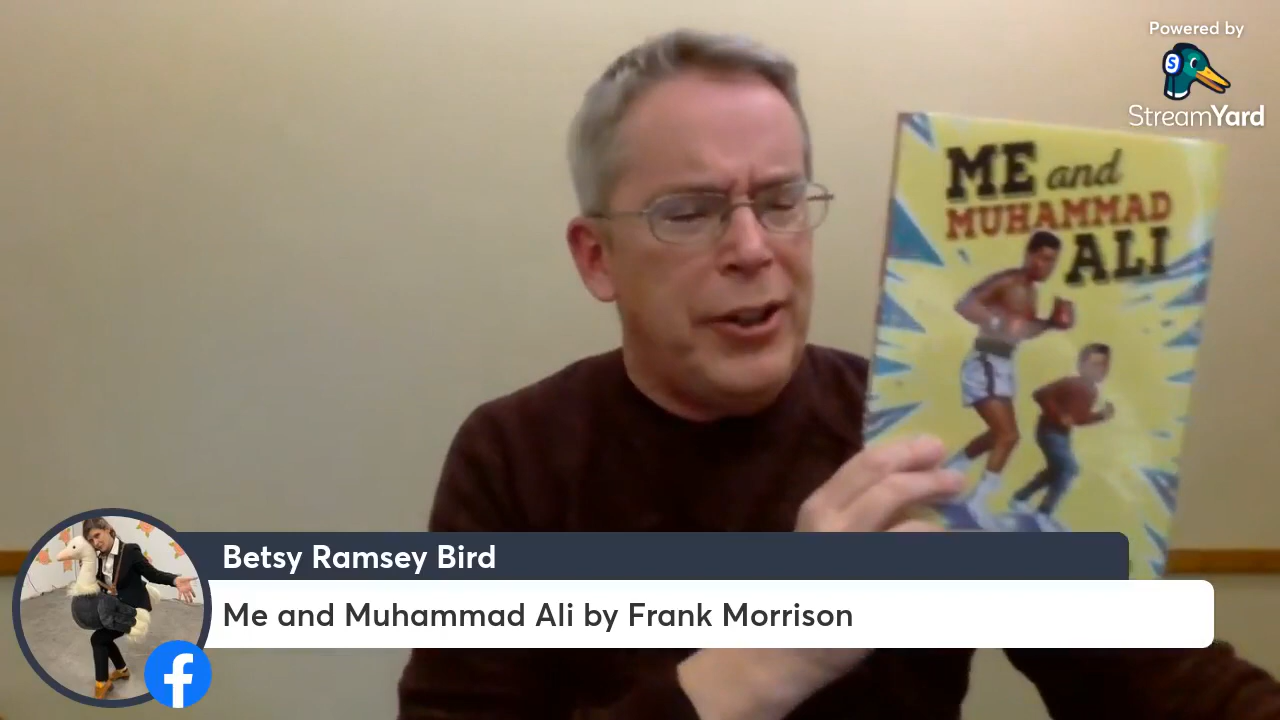 Powered by
S
StreamYard
ME and
MUHAMMAD
ALI
Betsy Ramsey Bird
Me and Muhammad Ali by Frank Morrison
f